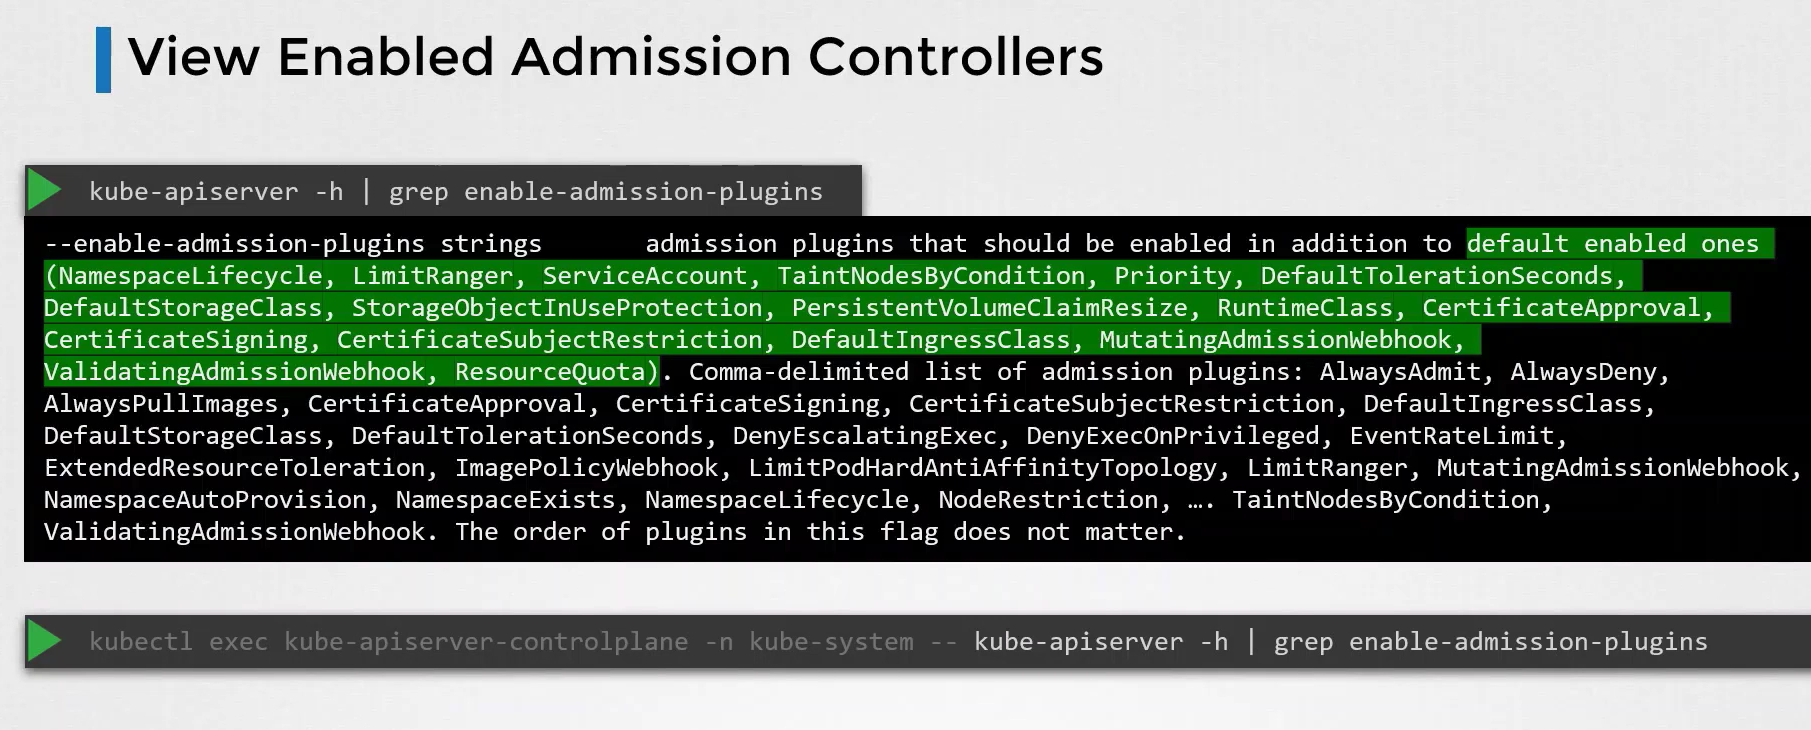 View Enabled Admission Controllers
kube-apiserver -h | grep enable-admission-plugins
--enable-admission-plugins strings       admission plugins that should be enabled in addition to default enabled ones
(NamespaceLifecycle, LimitRanger, ServiceAccount, TaintNodesByCondition, Priority, DefaultTolerationSeconds,
DefaultStorageClass, StorageObjectInUseProtection, PersistentVolumeClaimResize, RuntimeClass, CertificateApproval,
CertificateSigning, CertificateSubjectRestriction, DefaultIngressClass, MutatingAdmissionWebhook,
ValidatingAdmissionWebhook, ResourceQuota). Comma-delimited list of admission plugins: AlwaysAdmit, AlwaysDeny,
AlwaysPullImages, CertificateApproval, CertificateSigning, CertificateSubjectRestriction, DefaultIngressClass,
DefaultStorageClass, DefaultTolerationSeconds, DenyEscalatingExec, DenyExecOnPrivileged, EventRateLimit,
ExtendedResourceToleration, ImagePolicyWebhook, LimitPodHardAntiAffinityTopology, LimitRanger, MutatingAdmissionWebhook,
NamespaceAutoProvision, NamespaceExists, NamespaceLifecycle, NodeRestriction, …. TaintNodesByCondition,
ValidatingAdmissionWebhook. The order of plugins in this flag does not matter.
kubectl exec kube-apiserver-controlplane -n kube-system -- kube-apiserver -h | grep enable-admission-plugins